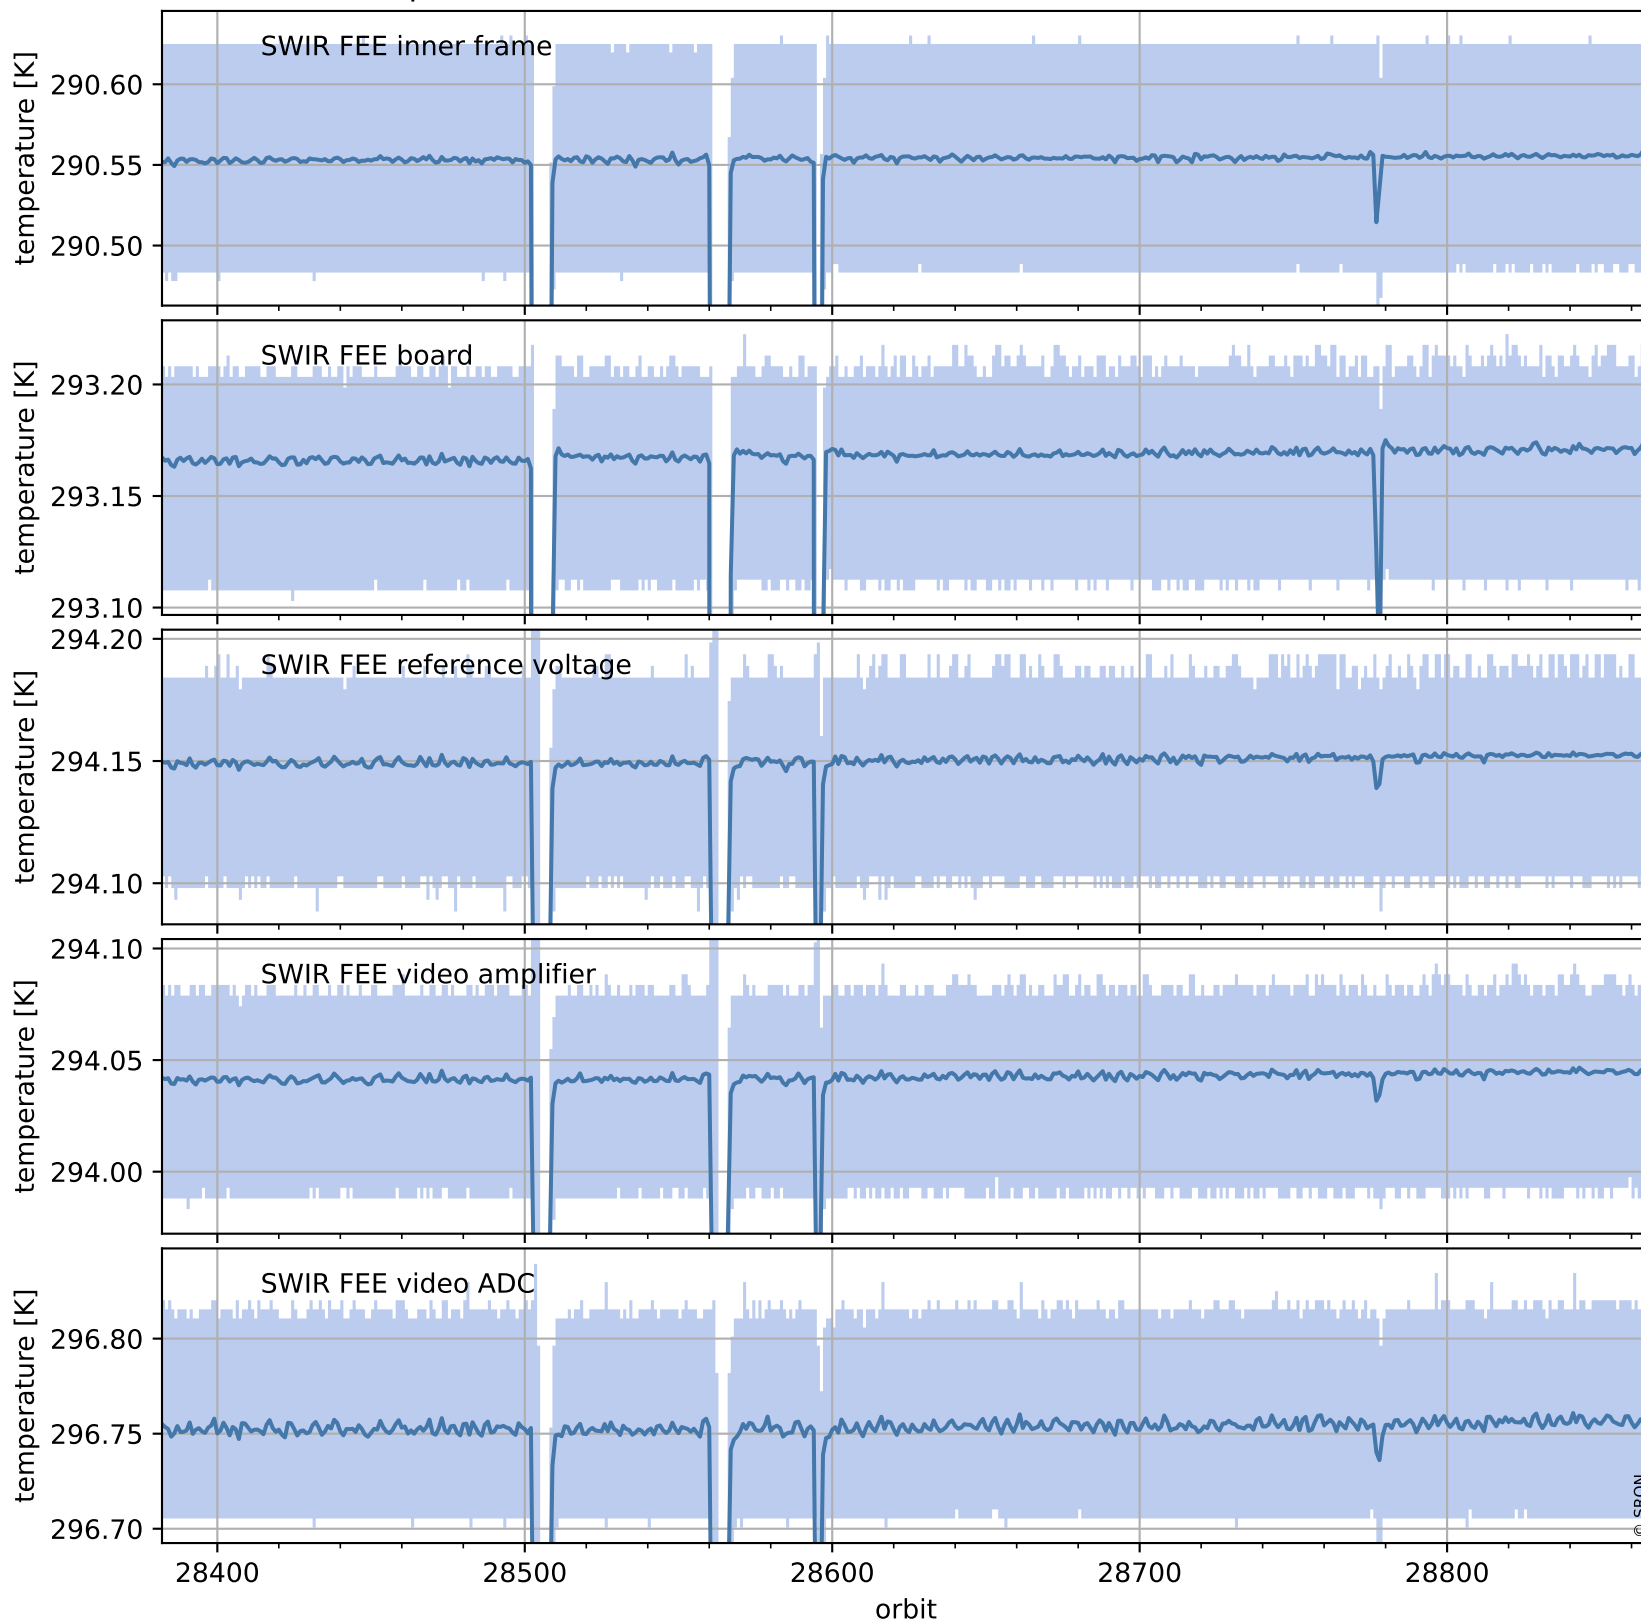 SWIR FEE inner frame
temperature [K]
290.60
290.55
290.50
SWIR FEE board
temperature [K]
293.20
293.15
293.10
SWIR FEE reference voltage
temperature [K]
294.20
294.15
294.10
SWIR FEE video amplifier
temperature [K]
294.10
294.05
294.00
SWIR FEE video ADC
temperature [K]
296.80
296.75
296.70
28400 28500 28600 28700 28800
orbit
© SRON